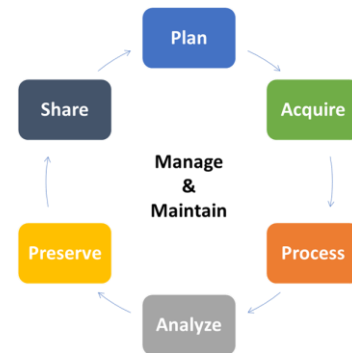 Plan
Share
Acquire
Manage
&
Maintain
Preserve
Process
Analyze